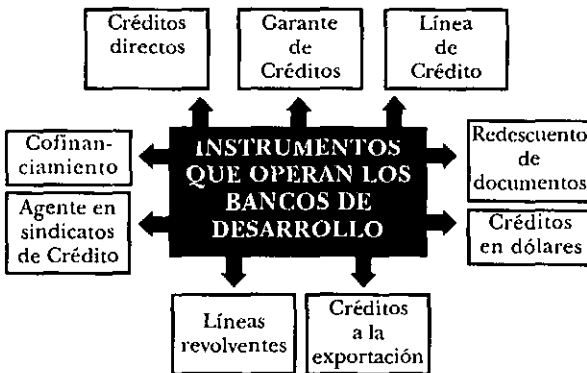 Créditos
directos
Garante
de
Créditos
Línea
de
Crédito
Cofinan-
ciamiento
INSTRUMENTOS
QUE OPERAN LOS
BANCOS DE
DESARROLLO
Redescuento
de
documentos
Agente en
sindicatos
de Crédito
Créditos
en dólares
Líneas
revolventes
Créditos
a la
exportación